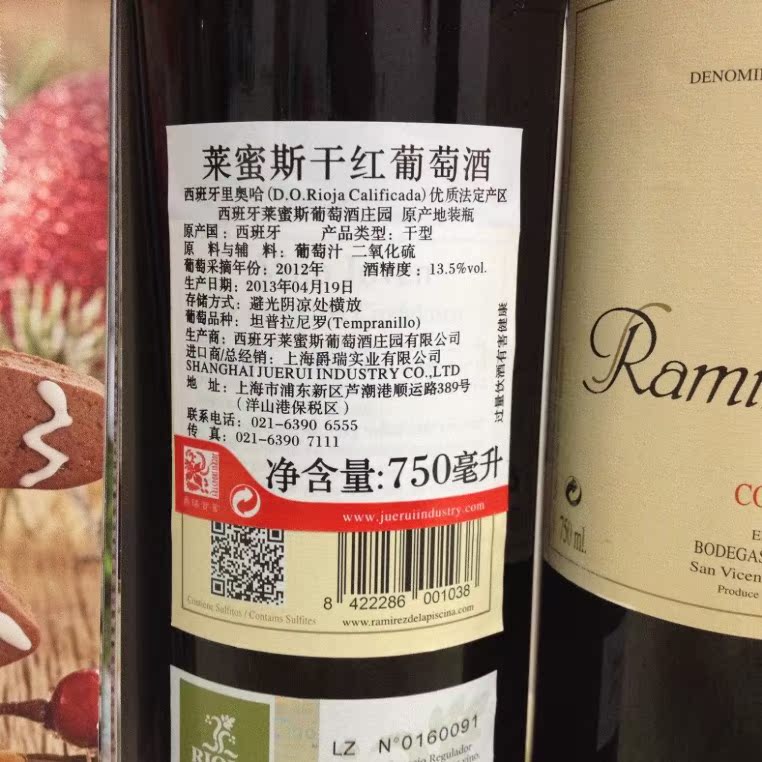 莱蜜斯干红葡萄酒
西班牙里奥哈(D.O.Rioja Calificada)优质法定产区
西班牙莱蜜斯葡萄酒庄园 原产地装瓶
原产国：西班牙 产品类型：干型
原 料与辅 料：葡萄汁 二氧化硫
葡萄采摘年份：2012年 酒精度：13.5%vol.
生产日期：2013年04月19日
存储方式：避光阴凉处横放
葡萄品种：坦普拉尼罗(Tempranillo)
生产商：西班牙莱蜜斯葡萄酒庄园有限公司
进口商/总经销：上海爵瑞实业有限公司
SHANGHAI JUERUI INDUSTRY CO.,LTD
地 址：上海市浦东新区芦潮港顺运路389号
（洋山港保税区）
联系电话：021-6390 6555
传 真：021-6390 7111
过量饮酒有害健康
净含量:750毫升
www.jueruiindustry.com
Contiene Sulfitos / Contains Sulfites
8 422286 001038
www.ramirezdelapiscina.com
LZ N°0160091
Regulador
DENOMI
Rami
CO
750 ml.
BODEGAS
San Vicen
Produce